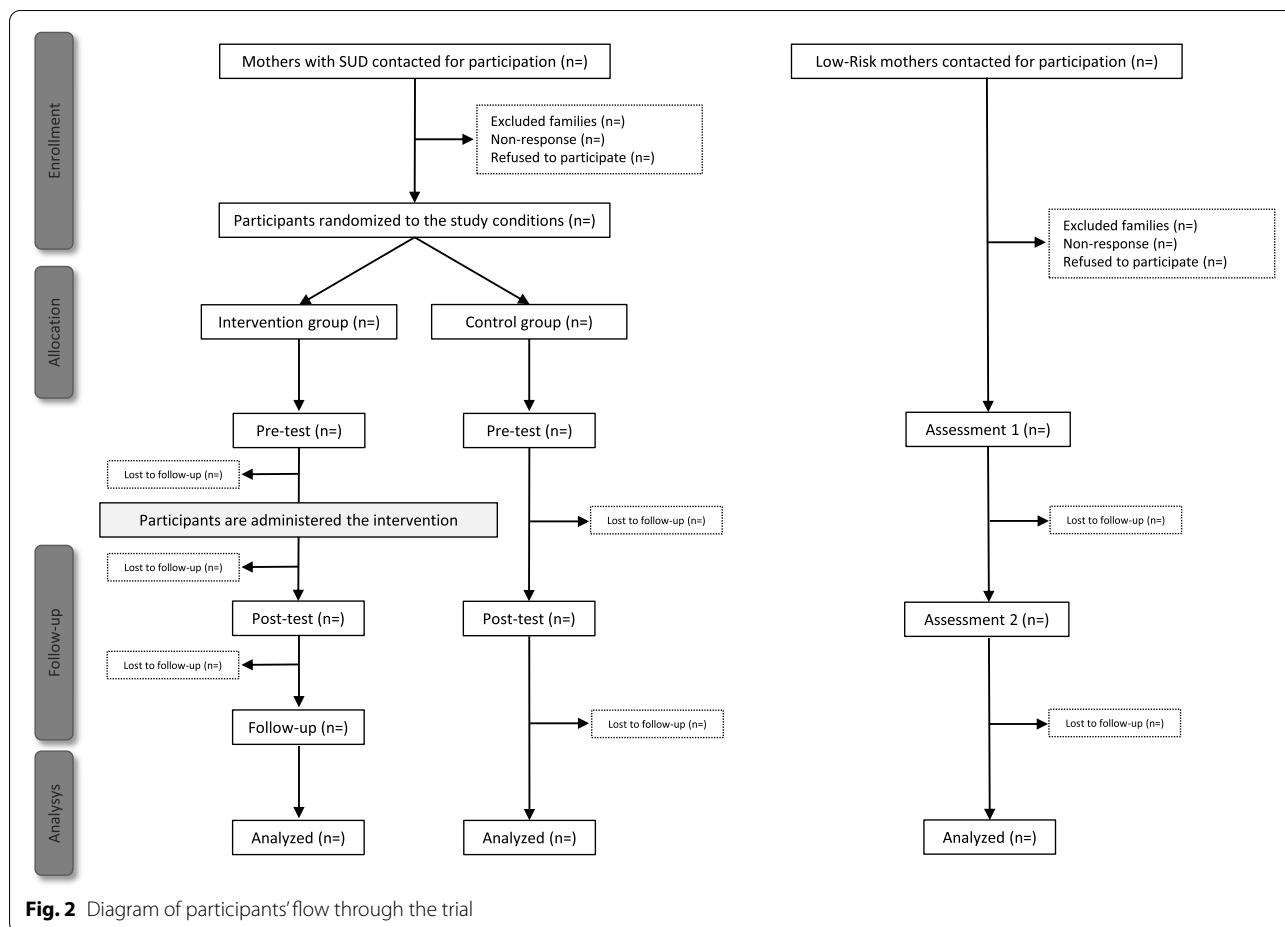 Enrollment
Mothers with SUD contacted for participation (n=)
Low-Risk mothers contacted for participation (n=)
Excluded families (n=)
Non-response (n=)
Refused to participate (n=)
Participants randomized to the study conditions (n=)
Excluded families (n=)
Non-response (n=)
Refused to participate (n=)
Allocation
Intervention group (n=)
Control group (n=)
Pre-test (n=)
Pre-test (n=)
Assessment 1 (n=)
Lost to follow-up (n=)
Participants are administered the intervention
Lost to follow-up (n=)
Lost to follow-up (n=)
Follow-up
Lost to follow-up (n=)
Post-test (n=)
Post-test (n=)
Assessment 2 (n=)
Lost to follow-up (n=)
Follow-up (n=)
Lost to follow-up (n=)
Lost to follow-up (n=)
Analysys
Analyzed (n=)
Analyzed (n=)
Analyzed (n=)
Fig. 2 Diagram of participants' flow through the trial